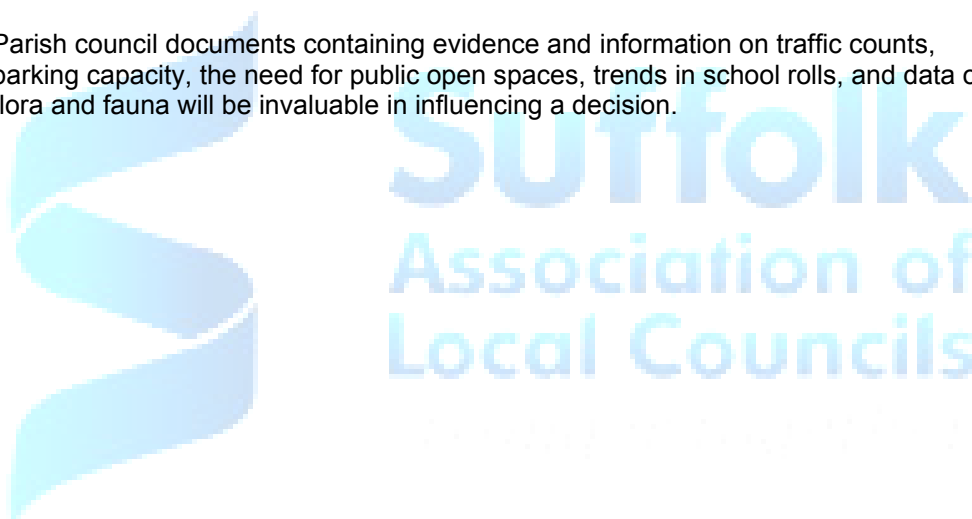 Parish council documents containing evidence and information on traffic counts,
parking capacity, the need for public open spaces, trends in school rolls, and data
flora and fauna will be invaluable in influencing a decision.
Suffolk
Association of
Local Councils